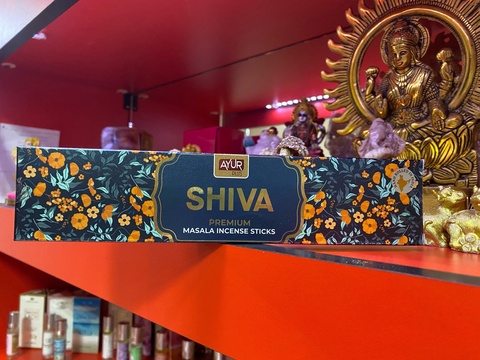 AYUR
SHIVA
PREMIUM
MASALA INCENSE STICKS